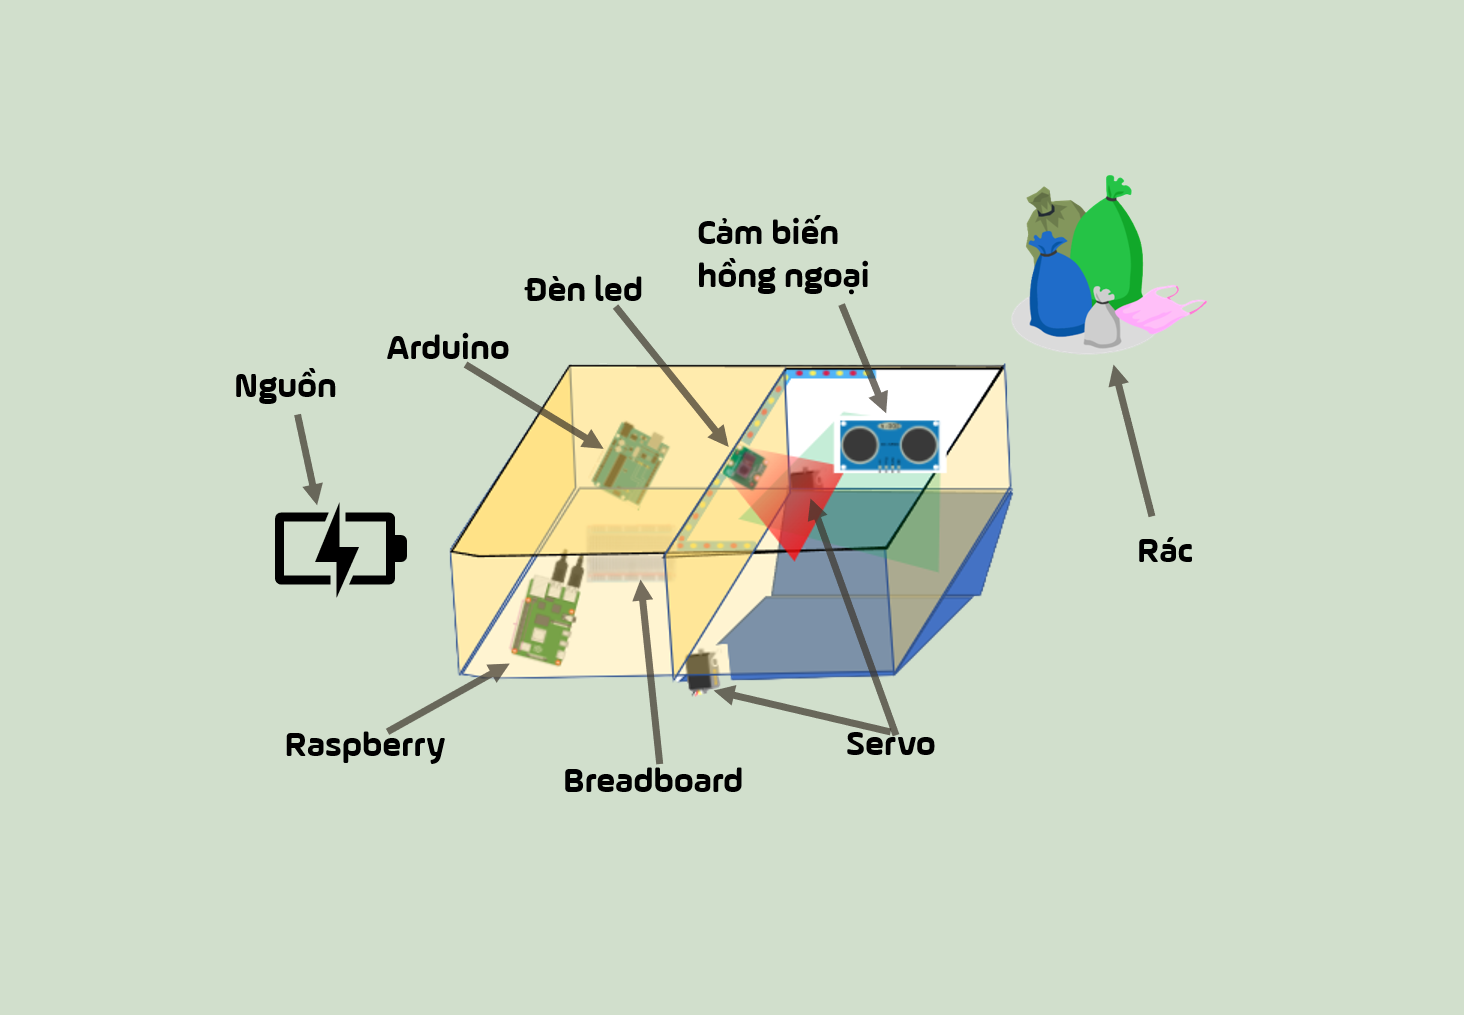 Cảm biến
hồng ngoại
Đèn led
Arduino
Nguồn
Rác
Raspberry
Servo
Breadboard